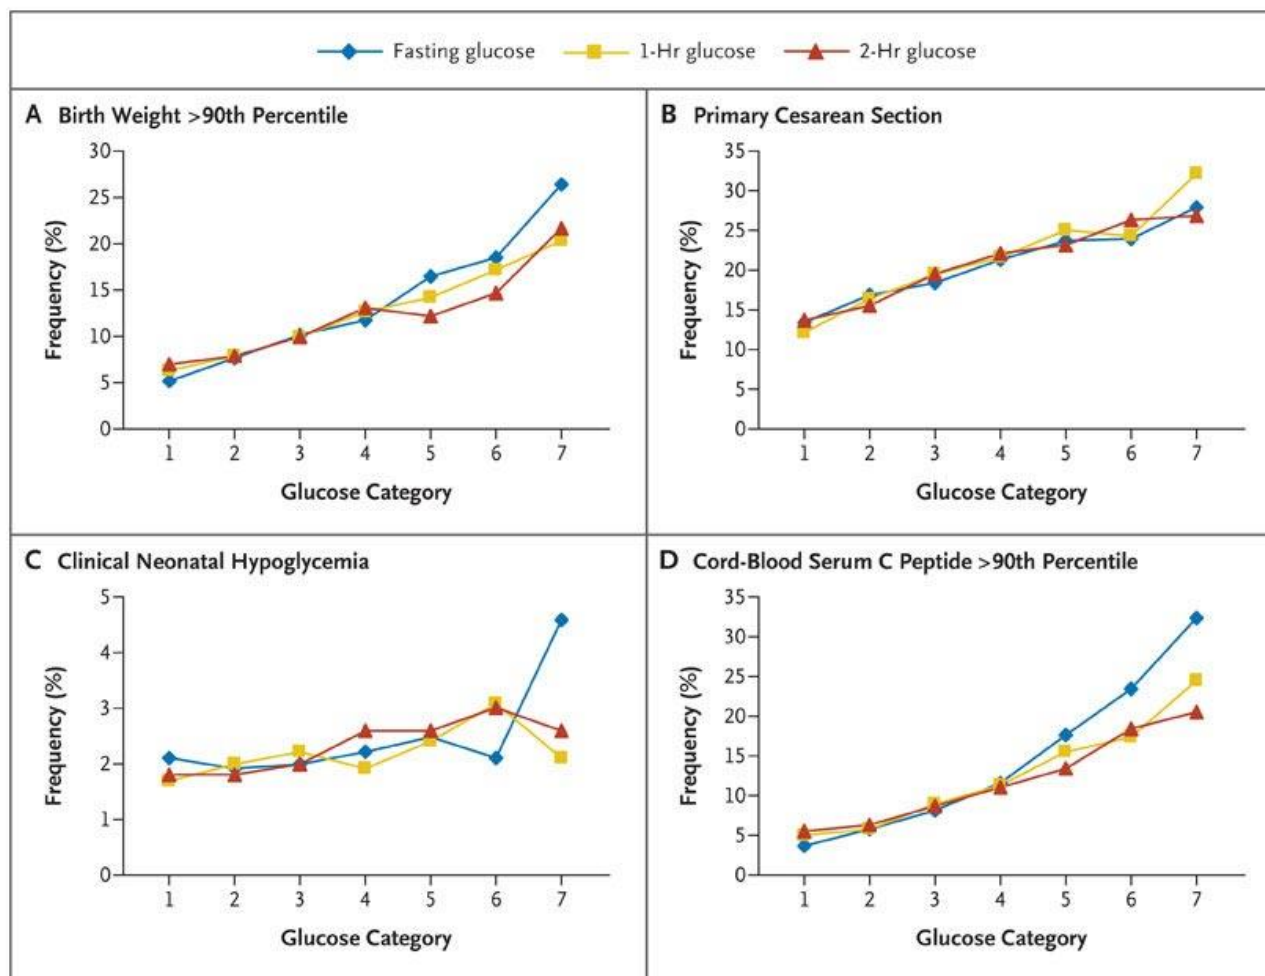 Fasting glucose 1-Hr glucose 2-Hr glucose
A Birth Weight >90th Percentile
30
25
20
15
10
5
0
Frequency (%)
1 2 3 4 5 6 7
Glucose Category
B Primary Cesarean Section
35
30
25
20
15
10
5
0
Frequency (%)
1 2 3 4 5 6 7
Glucose Category
C Clinical Neonatal Hypoglycemia
5
4
3
2
1
0
Frequency (%)
1 2 3 4 5 6 7
Glucose Category
D Cord-Blood Serum C Peptide >90th Percentile
35
30
25
20
15
10
5
0
Frequency (%)
1 2 3 4 5 6 7
Glucose Category